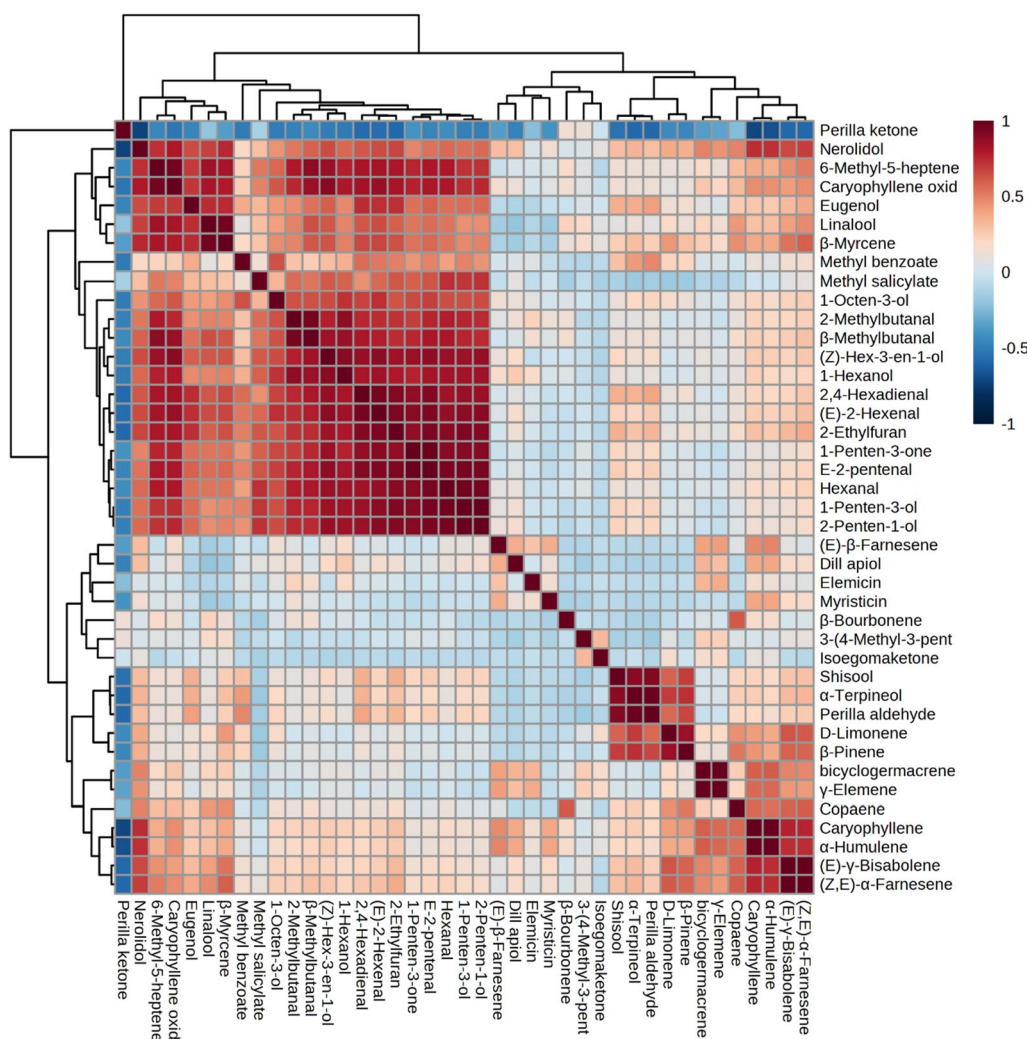 Perilla ketone
Nerolidol
6-Methyl-5-heptene
Caryophyllene oxid
Eugenol
Linalool
β-Myrcene
Methyl benzoate
Methyl salicylate
1-Octen-3-ol
2-Methylbutanal
β-Methylbutanal
(Z)-Hex-3-en-1-ol
1-Hexanol
2,4-Hexadienal
(E)-2-Hexenal
2-Ethylfuran
1-Penten-3-one
E-2-pentenal
Hexanal
1-Penten-3-ol
2-Penten-1-ol
(E)-β-Farnesene
Dill apiol
Elemicin
Myristicin
β-Bourbonene
3-(4-Methyl-3-pent
Isoegomaketone
Shisool
α-Terpineol
Perilla aldehyde
D-Limonene
β-Pinene
bicyclogermacrene
γ-Elemene
Copaene
Caryophyllene
α-Humulene
(E)-γ-Bisabolene
(Z,E)-α-Farnesene
1
0.5
0
-0.5
-1
Perilla ketone
Nerolidol
6-Methyl-5-heptene
Caryophyllene oxid
Eugenol
Linalool
β-Myrcene
Methyl benzoate
Methyl salicylate
1-Octen-3-ol
2-Methylbutanal
β-Methylbutanal
(Z)-Hex-3-en-1-ol
1-Hexanol
2,4-Hexadienal
(E)-2-Hexenal
2-Ethylfuran
1-Penten-3-one
E-2-pentenal
Hexanal
1-Penten-3-ol
2-Penten-1-ol
(E)-β-Farnesene
Dill apiol
Elemicin
Myristicin
β-Bourbonene
3-(4-Methyl-3-pent
Isoegomaketone
Shisool
α-Terpineol
Perilla aldehyde
D-Limonene
β-Pinene
bicyclogermacrene
γ-Elemene
Copaene
Caryophyllene
α-Humulene
(E)-γ-Bisabolene
(Z,E)-α-Farnesene